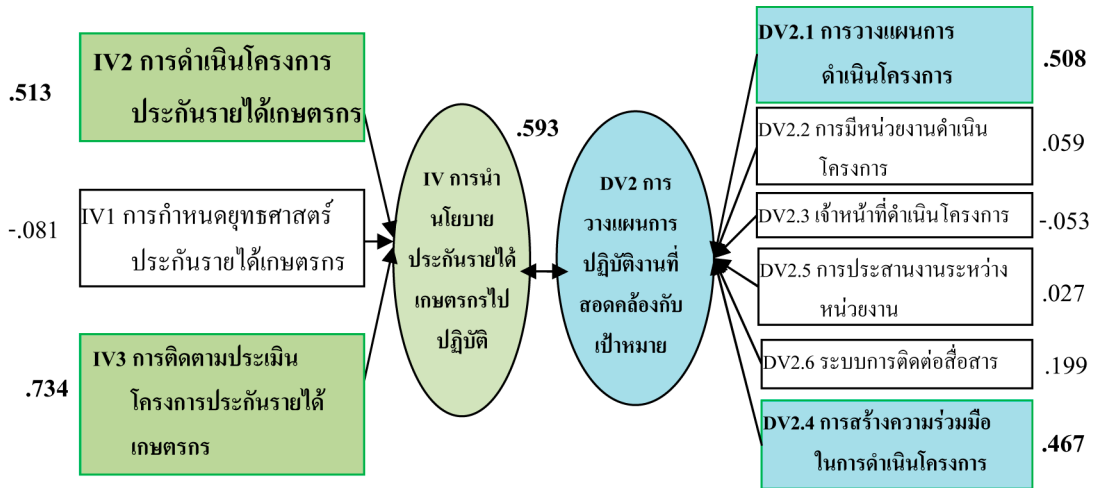 .513
IV2 การดำเนินโครงการ
ประกันรายได้เกษตรกร
-.081
IV1 การกำหนดยุทธศาสตร์
ประกันรายได้เกษตรกร
.734
IV3 การติดตามประเมิน
โครงการประกันรายได้
เกษตรกร
.593
IV การนำ
นโยบาย
ประกันรายได้
เกษตรกรไป
ปฏิบัติ
DV2 การ
วางแผนการ
ปฏิบัติงานที่
สอดคล้องกับ
เป้าหมาย
DV2.1 การวางแผนการ
ดำเนินโครงการ
.508
DV2.2 การมีหน่วยงานดำเนิน
โครงการ
.059
DV2.3 เจ้าหน้าที่ดำเนินโครงการ
-.053
DV2.5 การประสานงานระหว่าง
หน่วยงาน
.027
DV2.6 ระบบการติดต่อสื่อสาร
.199
DV2.4 การสร้างความร่วมมือ
ในการดำเนินโครงการ
.467